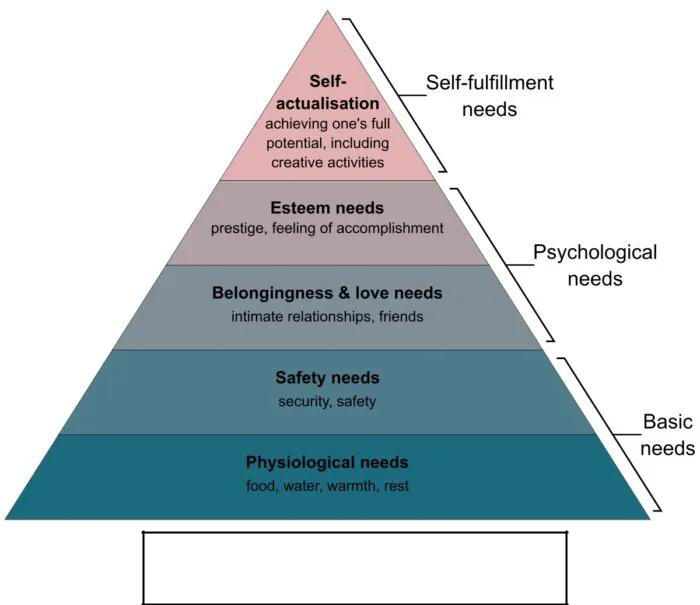 Self-
actualisation
achieving one's full
potential, including
creative activities
Self-fulfillment
needs
Esteem needs
prestige, feeling of accomplishment
Psychological
needs
Belongingness & love needs
intimate relationships, friends
Safety needs
security, safety
Basic
needs
Physiological needs
food, water, warmth, rest